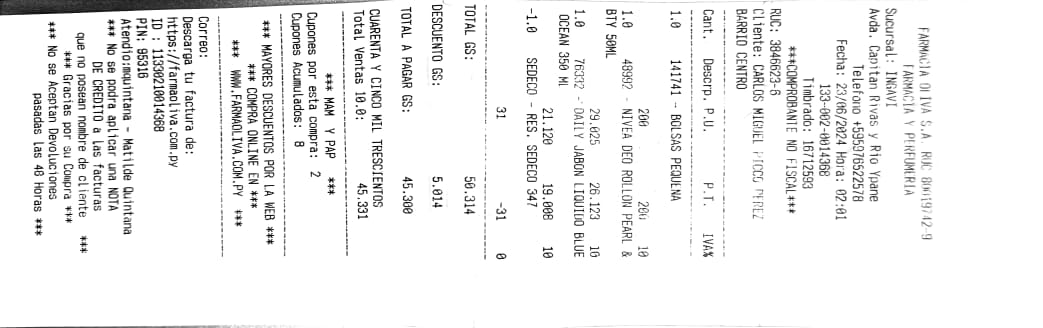 FARMACIA OLIVA S.A RUC 80019742-9
FARMACIA Y PERFUMERIA
Sucursal: INGAVI
Avda. Capitan Rivas y Rio Ypane
Telefono +595976522578
Fecha: 23/06/2024 Hora: 02:01
133-002-0014368
Timbrado: 16712593
***COMPROBANTE NO FISCAL***
RUC: 3846623-6
Cliente: CARLOS MIGUEL PEREZ
BARRIO CENTRO
Cant. Descrp. P.U. P.T. IVA%
1.0 141741 - BOLSAS PEQUENA
200 200 10
1.0 48992 - NIVEA DEO ROLLON PEARL &
BTY 50ML
29.025 26.123 10
1.0 76332 - DAILY JABON LIQUIDO BLUE
OCEAN 350 Ml
21.120 19.008 10
-1.0 SEDECO - RES. SEDECO 347
31 -31 0
TOTAL GS: 50.314
DESCUENTO GS: 5.014
TOTAL A PAGAR GS: 45.300
CUARENTA Y CINCO MIL TRESCIENTOS
Total Ventas 10.0: 45.331
*** MAM Y PAP ***
Cupones por esta compra: 2
Cupones Acumulados: 8
*** MAYORES DESCUENTOS POR LA WEB ***
*** COMPRA ONLINE EN ***
*** WWW.FARMAOLIVA.COM.PY ***
Correo:
Descarga tu factura de:
https://farmaoliva.com.py
ID : 113300210014368
PIN: 95316
Atendio:mquintana - Matilde Quintana
*** No se podra aplicar una NOTA
DE CREDITO a las facturas
que no posean nombre de cliente ***
*** Gracias por su Compra ***
*** No se Aceptan Devoluciones
pasadas las 48 Horas ***